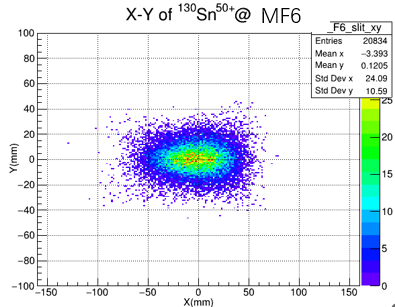 X-Y of ¹³⁰Sn⁵⁰⁺@ MF6
_F6_slit_xy
Entries 20834
Mean x -3.393
Mean y 0.1205
Std Dev x 24.09
Std Dev y 10.59
100
80
60
40
20
0
−20
−40
−60
−80
−100
Y(mm)
−150 −100 −50 0 50 100 150
X(mm)
25
20
15
10
5
0